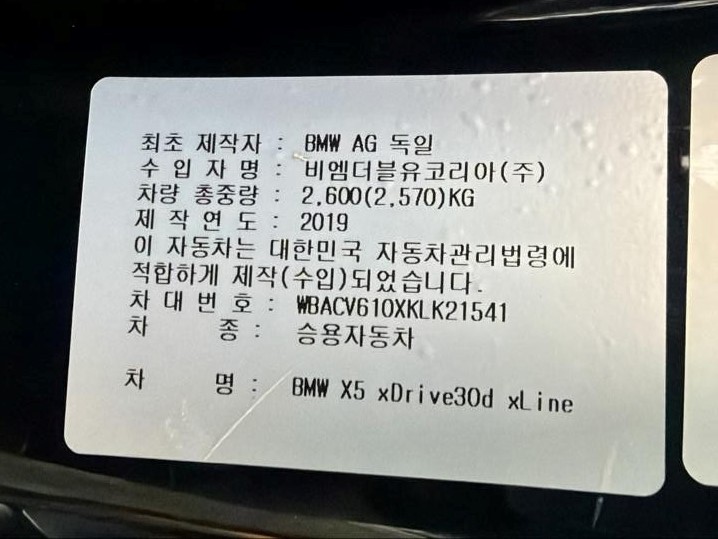 최초 제작자 : BMW AG 독일
수 입 자 명 : 비엠더블유코리아(주)
차량 총중량 : 2,600(2,570)KG
제 작 연 도 : 2019
이 자동차는 대한민국 자동차관리법령에
적합하게 제작(수입)되었습니다.
차 대 번 호 : WBACV610XKLK21541
차 종 : 승용자동차
차 명 : BMW X5 xDrive30d xLine